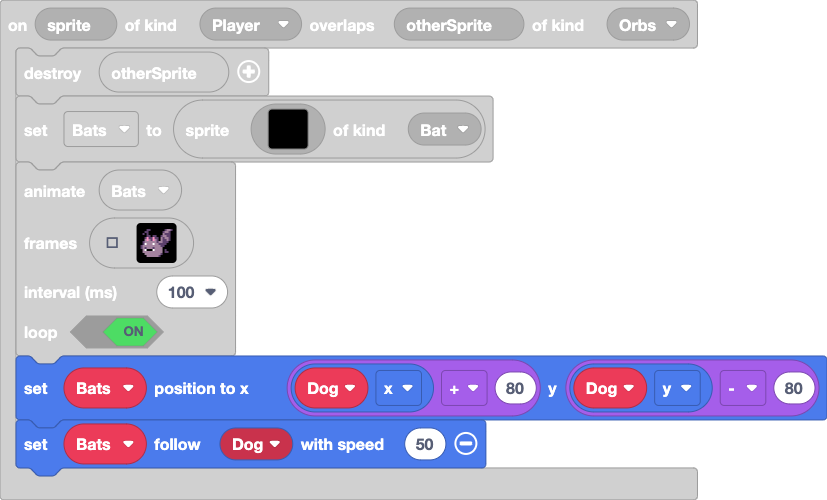 on sprite of kind Player overlaps otherSprite of kind Orbs
destroy otherSprite
set Bats to sprite of kind Bat
animate Bats
frames
interval (ms) 100
loop ON
set Bats position to x Dog x + 80 y Dog y - 80
set Bats follow Dog with speed 50